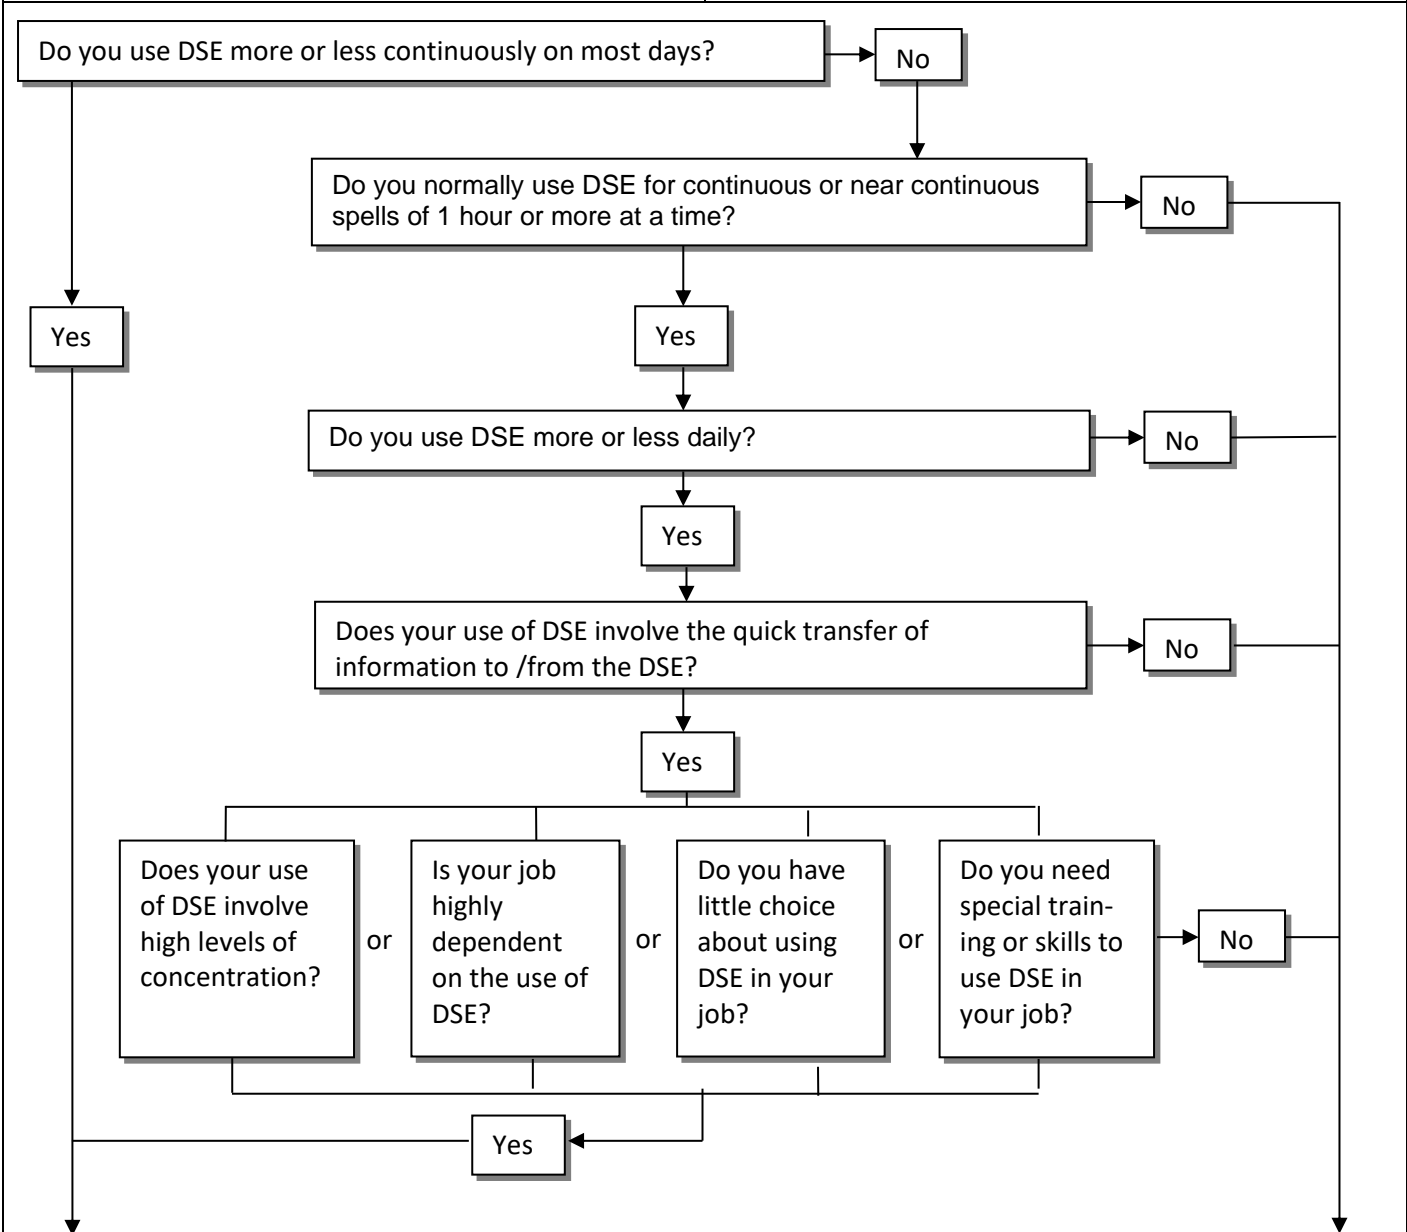 Do you use DSE more or less continuously on most days?
No
Do you normally use DSE for continuous or near continuous
spells of 1 hour or more at a time?
No
Yes
Yes
Do you use DSE more or less daily?
No
Yes
Does your use of DSE involve the quick transfer of
information to /from the DSE?
No
Yes
Does your use
of DSE involve
high levels of
concentration?
or
Is your job
highly
dependent
on the use of
DSE?
or
Do you have
little choice
about using
DSE in your
job?
or
Do you need
special train-
ing or skills to
use DSE in
your job?
No
Yes